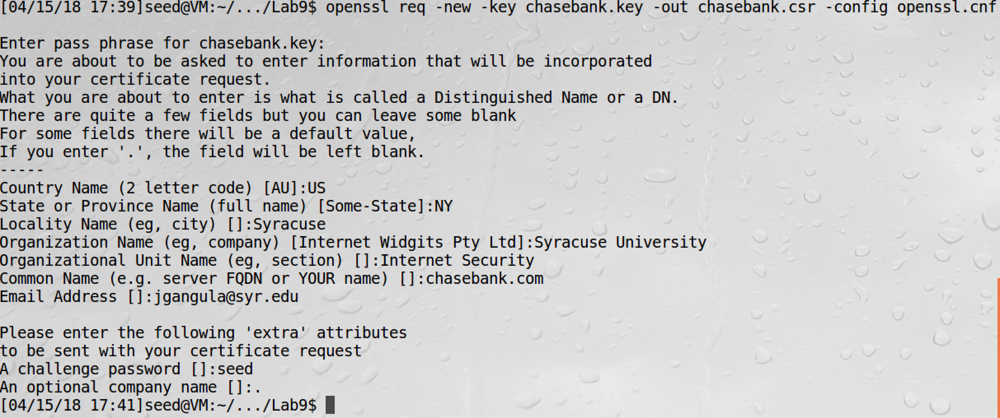 [04/15/18 17:39]seed@VM:~/.../Lab9$ openssl req -new -key chasebank.key -out chasebank.csr -config openssl.cnf
Enter pass phrase for chasebank.key:
You are about to be asked to enter information that will be incorporated
into your certificate request.
What you are about to enter is what is called a Distinguished Name or a DN.
There are quite a few fields but you can leave some blank
For some fields there will be a default value,
If you enter '.', the field will be left blank.
-----
Country Name (2 letter code) [AU]:US
State or Province Name (full name) [Some-State]:NY
Locality Name (eg, city) []:Syracuse
Organization Name (eg, company) [Internet Widgits Pty Ltd]:Syracuse University
Organizational Unit Name (eg, section) []:Internet Security
Common Name (e.g. server FQDN or YOUR name) []:chasebank.com
Email Address []:jgangula@syr.edu
Please enter the following 'extra' attributes
to be sent with your certificate request
A challenge password []:seed
An optional company name []:.
[04/15/18 17:41]seed@VM:~/.../Lab9$